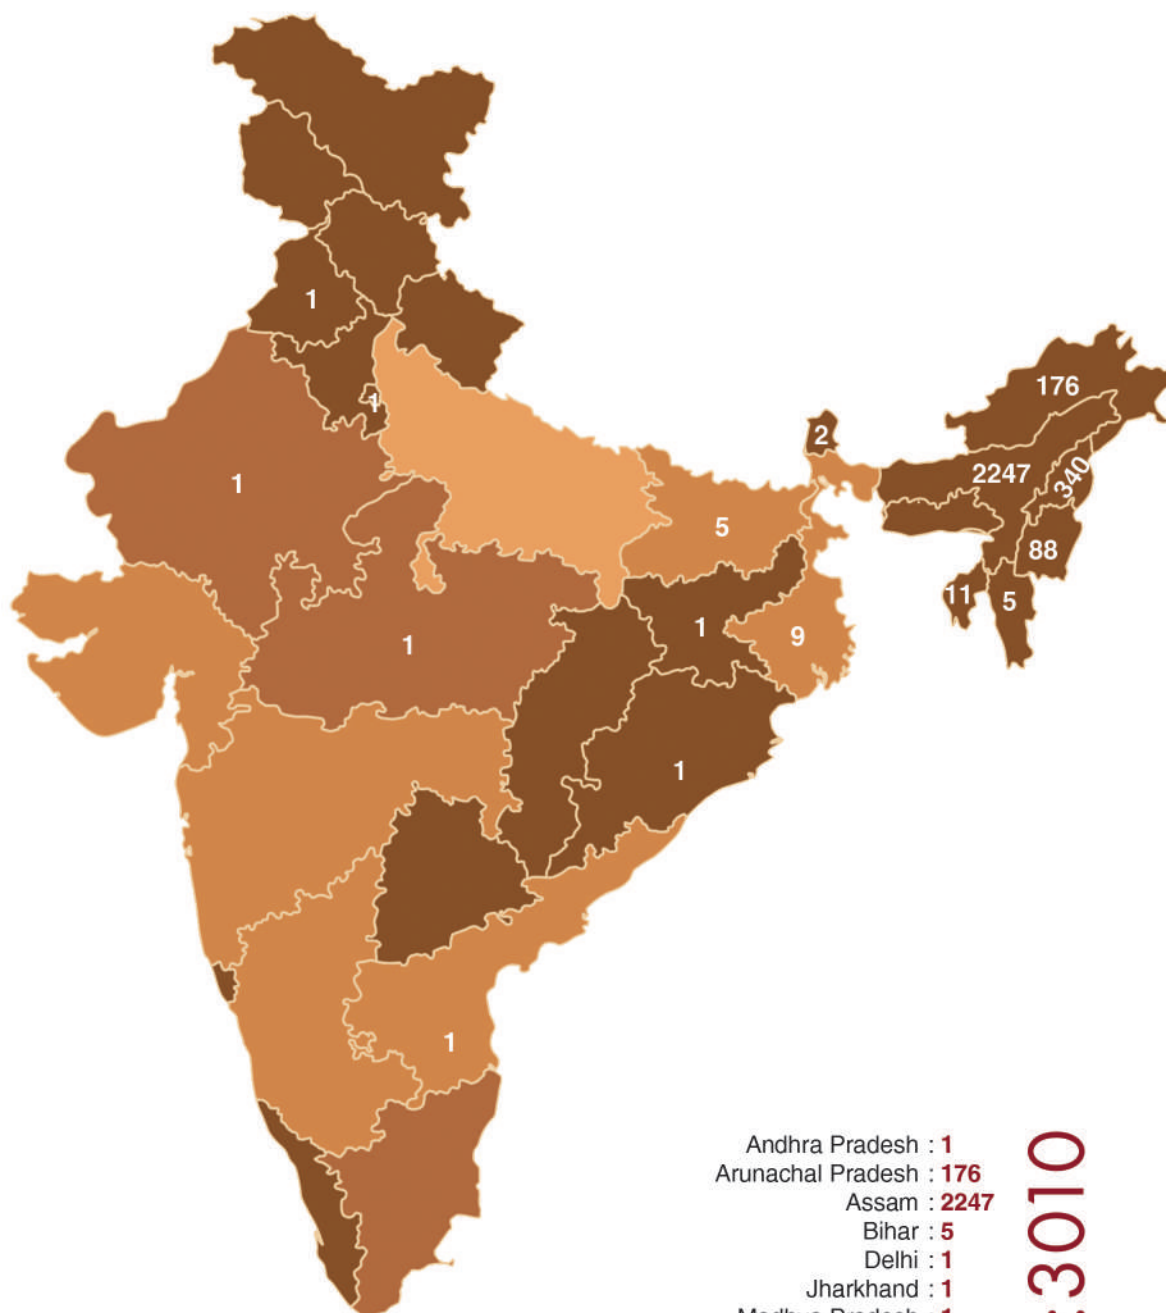 1
176
1
2
2247
340
1
5
88
11
5
1
1
9
1
1
Andhra Pradesh : 1
Arunachal Pradesh : 176
Assam : 2247
Bihar : 5
Delhi : 1
Jharkhand : 1
3010